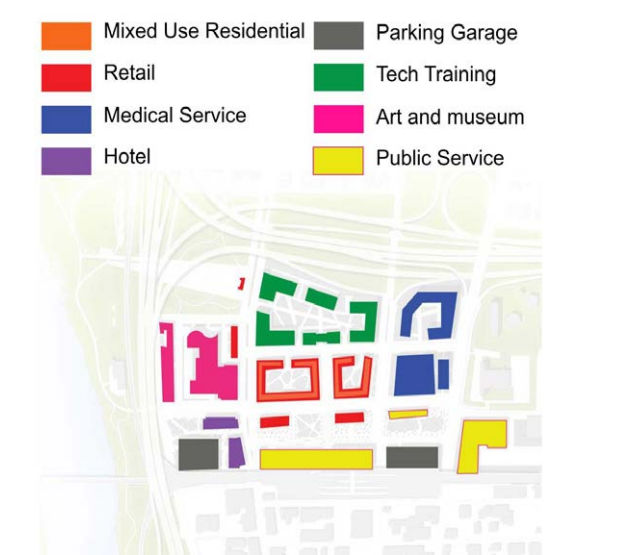 Mixed Use Residential
Retail
Medical Service
Hotel
Parking Garage
Tech Training
Art and museum
Public Service